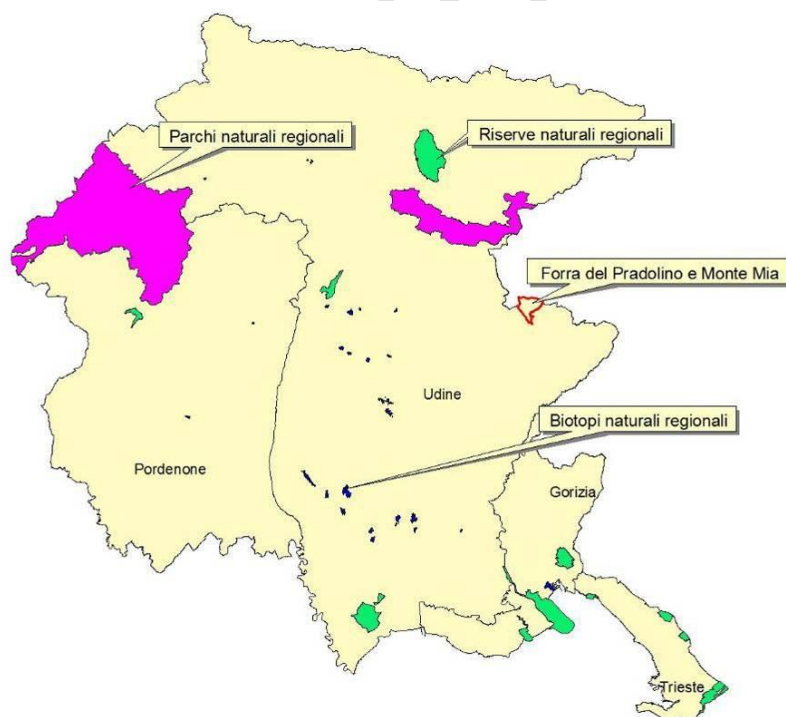 Parchi naturali regionali
Riserve naturali regionali
Forra del Pradolino e Monte Mia
Udine
Biotopi naturali regionali
Pordenone
Gorizia
Trieste